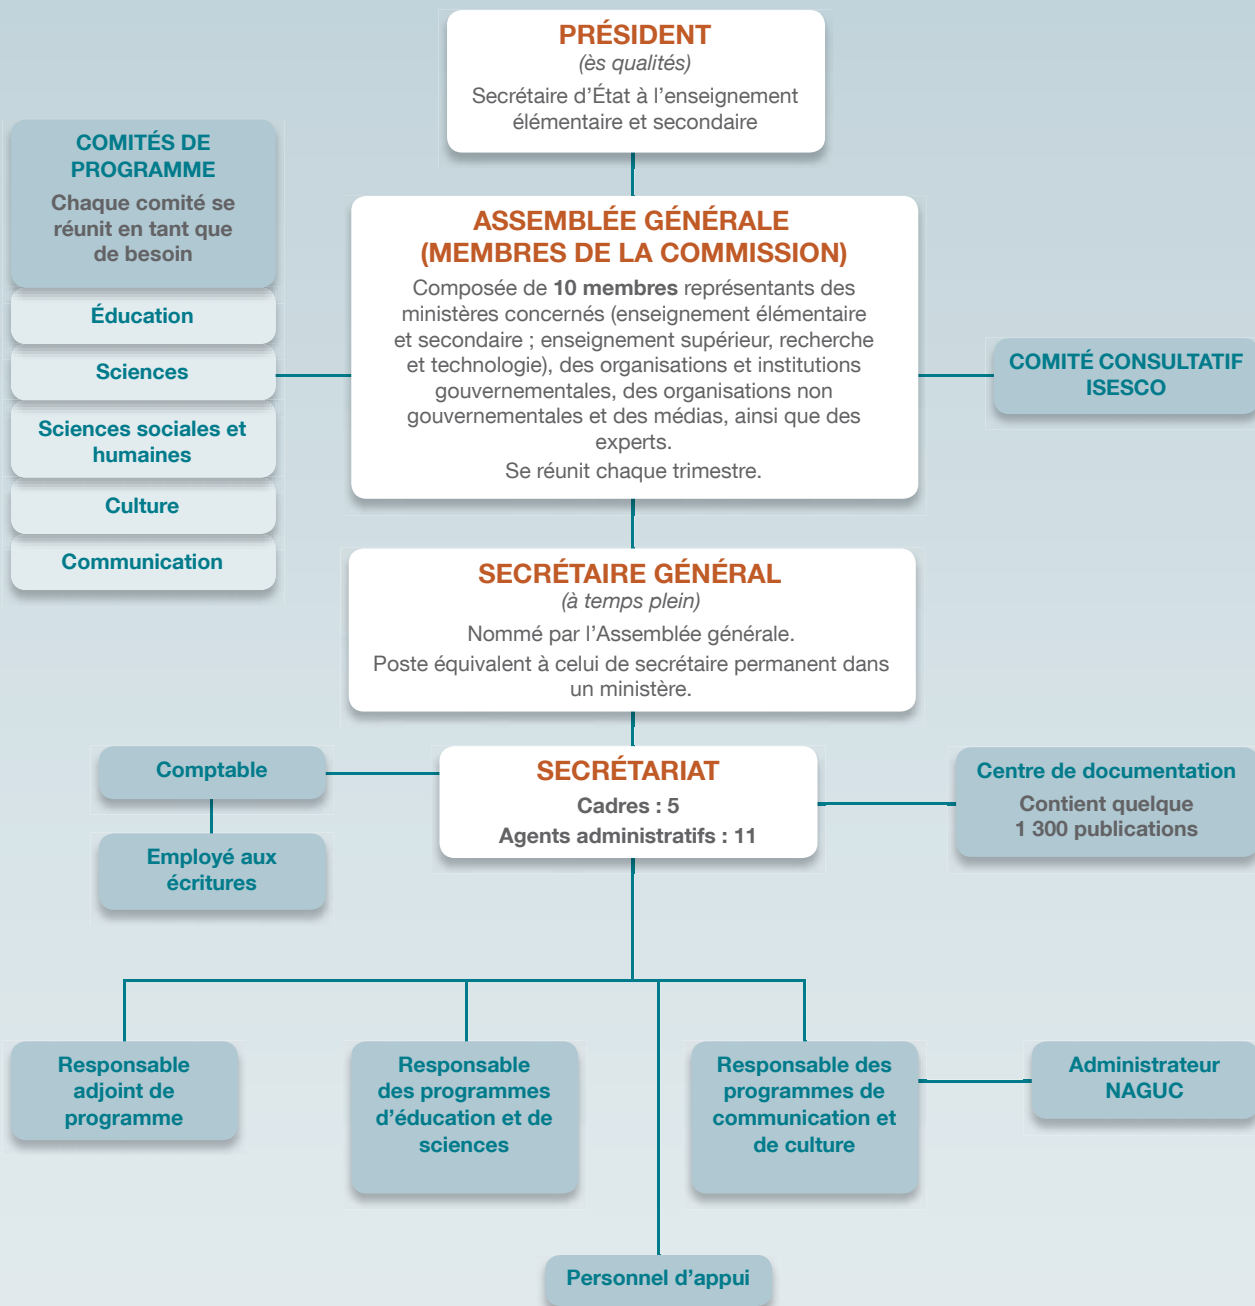 PRÉSIDENT
(ès qualités)
Secrétaire d’État à l’enseignement
élémentaire et secondaire
COMITÉS DE
PROGRAMME
Chaque comité se
réunit en tant que
de besoin
Éducation
Sciences
Sciences sociales et
humaines
Culture
Communication
ASSEMBLÉE GÉNÉRALE
(MEMBRES DE LA COMMISSION)
Composée de 10 membres représentants des
ministères concernés (enseignement élémentaire
et secondaire ; enseignement supérieur, recherche
et technologie), des organisations et institutions
gouvernementales, des organisations non
gouvernementales et des médias, ainsi que des
experts.
Se réunit chaque trimestre.
COMITÉ CONSULTATIF
ISESCO
SECRÉTAIRE GÉNÉRAL
(à temps plein)
Nommé par l’Assemblée générale.
Poste équivalent à celui de secrétaire permanent dans
un ministère.
Comptable
Employé aux
écritures
SECRÉTARIAT
Cadres : 5
Agents administratifs : 11
Centre de documentation
Contient quelque
1 300 publications
Responsable
adjoint de
programme
Responsable
des programmes
d’éducation et de
sciences
Responsable des
programmes de
communication et
de culture
Administrateur
NAGUC
Personnel d’appui